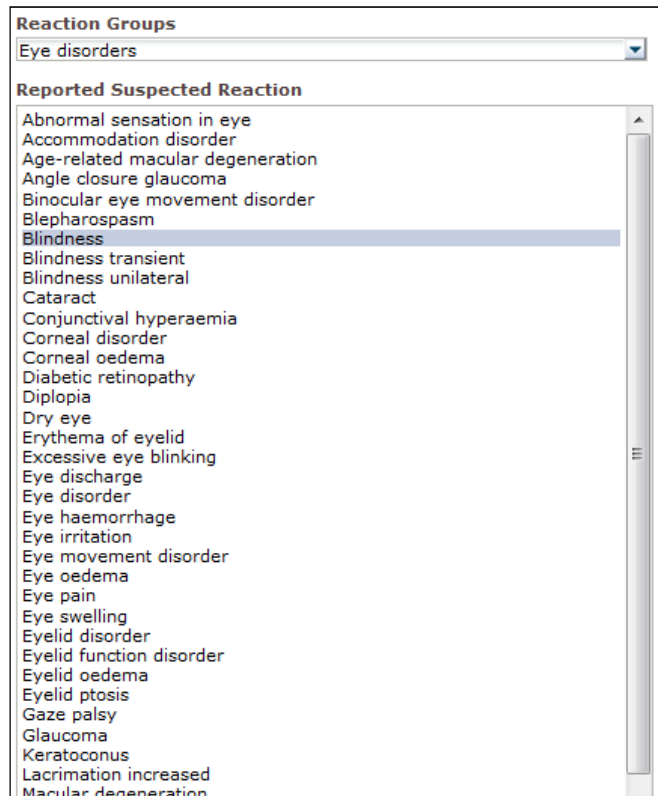 Reaction Groups
Eye disorders
Reported Suspected Reaction
Abnormal sensation in eye
Accommodation disorder
Age-related macular degeneration
Angle closure glaucoma
Binocular eye movement disorder
Blepharospasm
Blindness
Blindness transient
Blindness unilateral
Cataract
Conjunctival hyperaemia
Corneal disorder
Corneal oedema
Diabetic retinopathy
Diplopia
Dry eye
Erythema of eyelid
Excessive eye blinking
Eye discharge
Eye disorder
Eye haemorrhage
Eye irritation
Eye movement disorder
Eye oedema
Eye pain
Eye swelling
Eyelid disorder
Eyelid function disorder
Eyelid oedema
Eyelid ptosis
Gaze palsy
Glaucoma
Keratoconus
Lacrimation increased
Macular degeneration